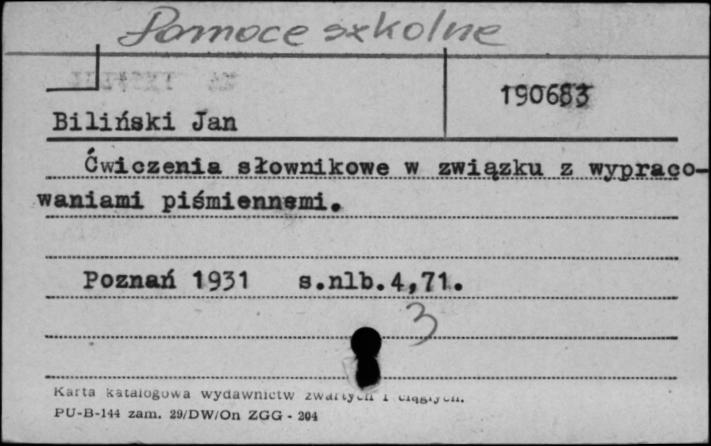 Pomoce szkolne
190683
Biliński Jan
Ćwiczenia słownikowe w związku z wypraco-
waniami piśmiennemi.
Poznań 1931 s.nlb.4,71.
3
Karta katalogowa wydawnictw zwartych i ciągłych.
PU-B-144 zam. 29/DW/On ZGG - 204